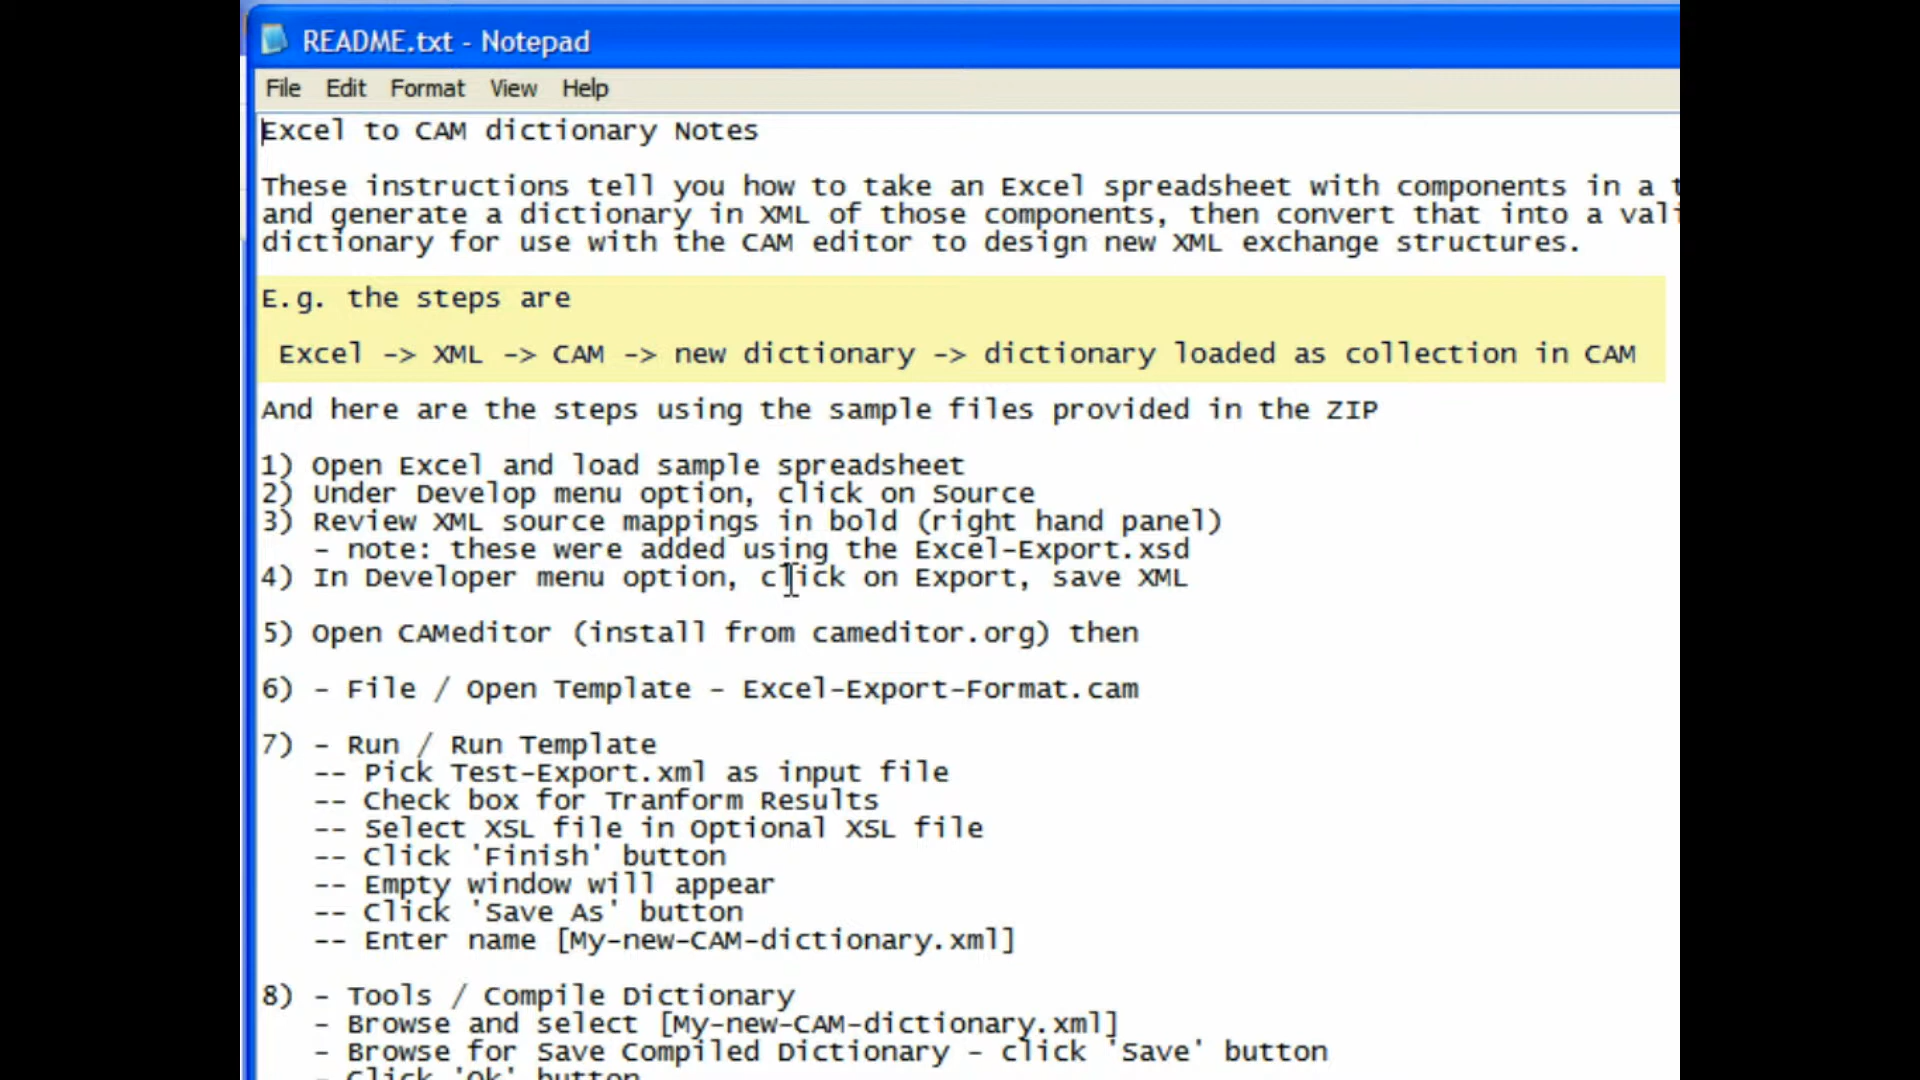 README.txt - Notepad
File Edit Format View Help
Excel to CAM dictionary Notes
These instructions tell you how to take an Excel spreadsheet with components in a
and generate a dictionary in XML of those components, then convert that into a
dictionary for use with the CAM editor to design new XML exchange structures.
E.g. the steps are
Excel -> XML -> CAM -> new dictionary -> dictionary loaded as collection in CAM
And here are the steps using the sample files provided in the ZIP
1) Open Excel and load sample spreadsheet
2) Under Develop menu option, click on Source
3) Review XML source mappings in bold (right hand panel)
- note: these were added using the Excel-Export.xsd
4) In Developer menu option, click on Export, save XML
5) Open CAMeditor (install from cameditor.org) then
6) - File / Open Template - Excel-Export-Format.cam
7) - Run / Run Template
-- Pick Test-Export.xml as input file
-- Check box for Tranform Results
-- Select XSL file in Optional XSL file
-- Click 'Finish' button
-- Empty window will appear
-- Click 'Save As' button
-- Enter name [My-new-CAM-dictionary.xml]
8) - Tools / Compile Dictionary
- Browse and select [My-new-CAM-dictionary.xml]
- Browse for Save Compiled Dictionary - click 'Save' button
- Click 'Ok' button